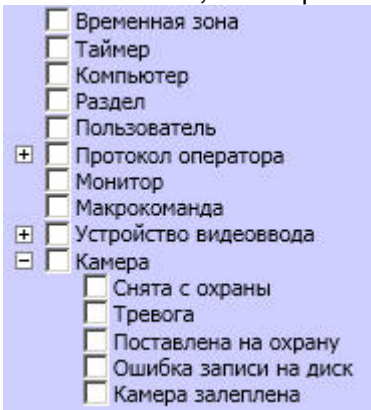 Временная зона
Таймер
Компьютер
Раздел
Пользователь
Протокол оператора
Монитор
Макрокоманда
Устройство видеоввода
Камера
Снята с охраны
Тревога
Поставлена на охрану
Ошибка записи на диск
Камера залеплена